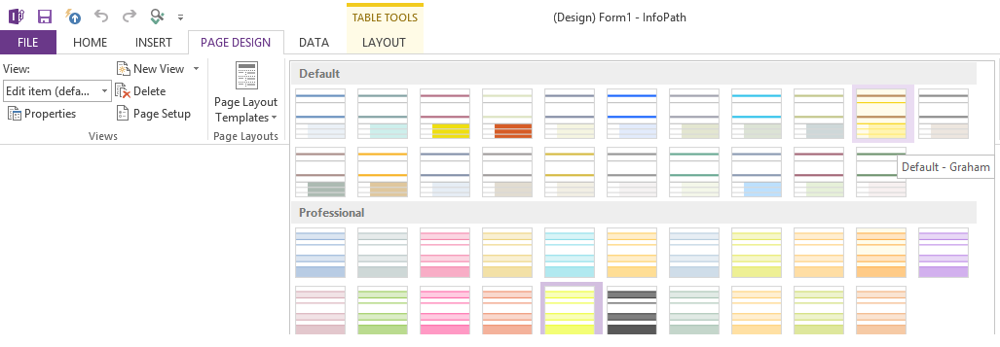 (Design) Form1 - InfoPath
TABLE TOOLS
FILE HOME INSERT PAGE DESIGN DATA LAYOUT
View:
Edit item (defa...
Properties
New View
Delete
Page Setup
Views
Page Layout
Templates
Page Layouts
Default
Default - Graham
Professional